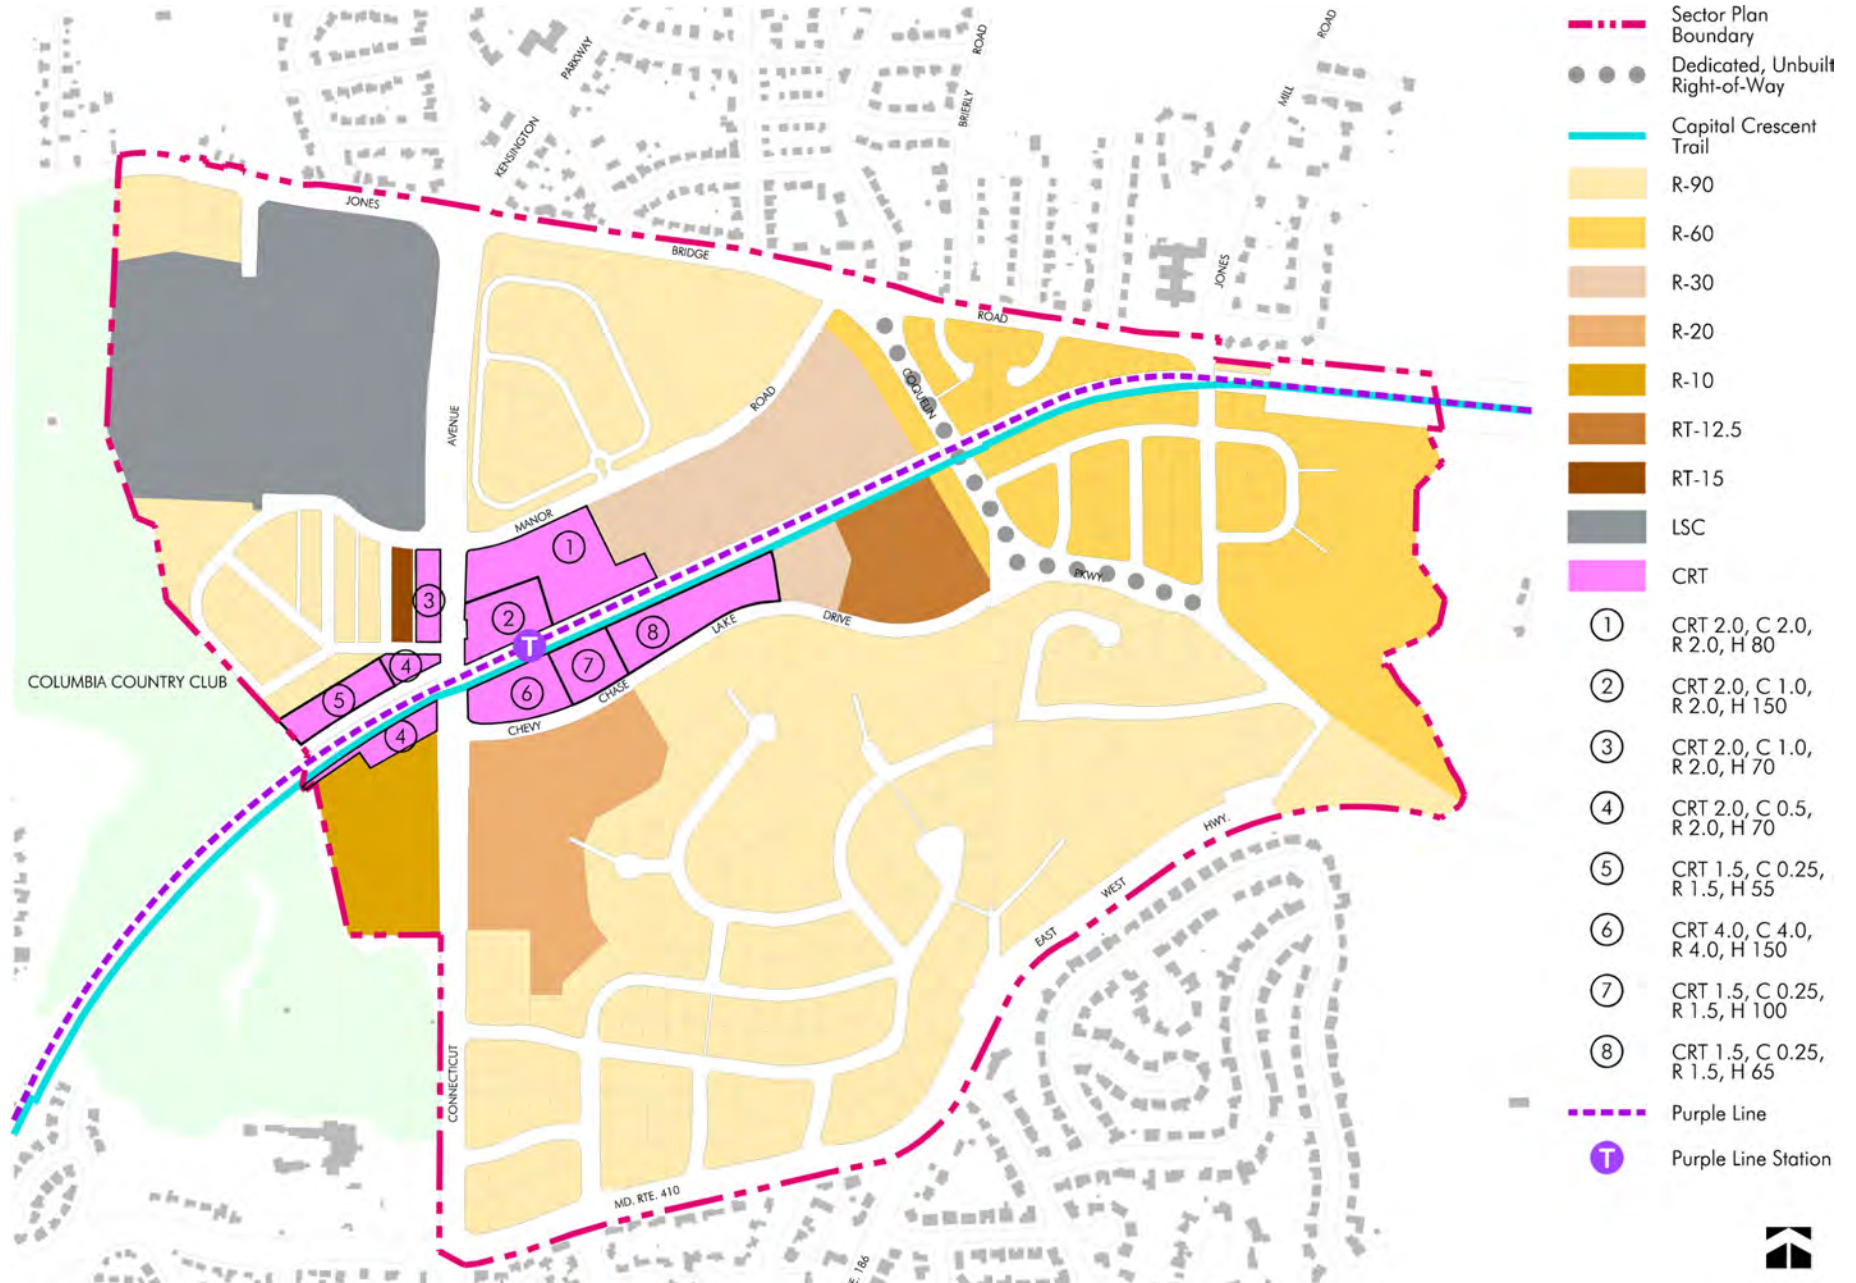 ROAD
PARKWAY
ROAD
BRIERLY
MILL
KENSINGTON
JONES
BRIDGE
ROAD
JONES
AVENUE
ROAD
COQUELIN
MANOR
1
2
3
T
4
5
6
7
8
4
PKWY.
LAKE
DRIVE
CHASE
CHEVY
COLUMBIA COUNTRY CLUB
HWY.
WEST
EAST
CONNECTICUT
MD. RTE. 410
E. 186
Sector Plan
Boundary
Dedicated, Unbuilt
Right-of-Way
Capital Crescent
Trail
R-90
R-60
R-30
R-20
R-10
RT-12.5
RT-15
LSC
CRT
1 CRT 2.0, C 2.0,
R 2.0, H 80
2 CRT 2.0, C 1.0,
R 2.0, H 150
3 CRT 2.0, C 1.0,
R 2.0, H 70
4 CRT 2.0, C 0.5,
R 2.0, H 70
5 CRT 1.5, C 0.25,
R 1.5, H 55
6 CRT 4.0, C 4.0,
R 4.0, H 150
7 CRT 1.5, C 0.25,
R 1.5, H 100
8 CRT 1.5, C 0.25,
R 1.5, H 65
Purple Line
T Purple Line Station